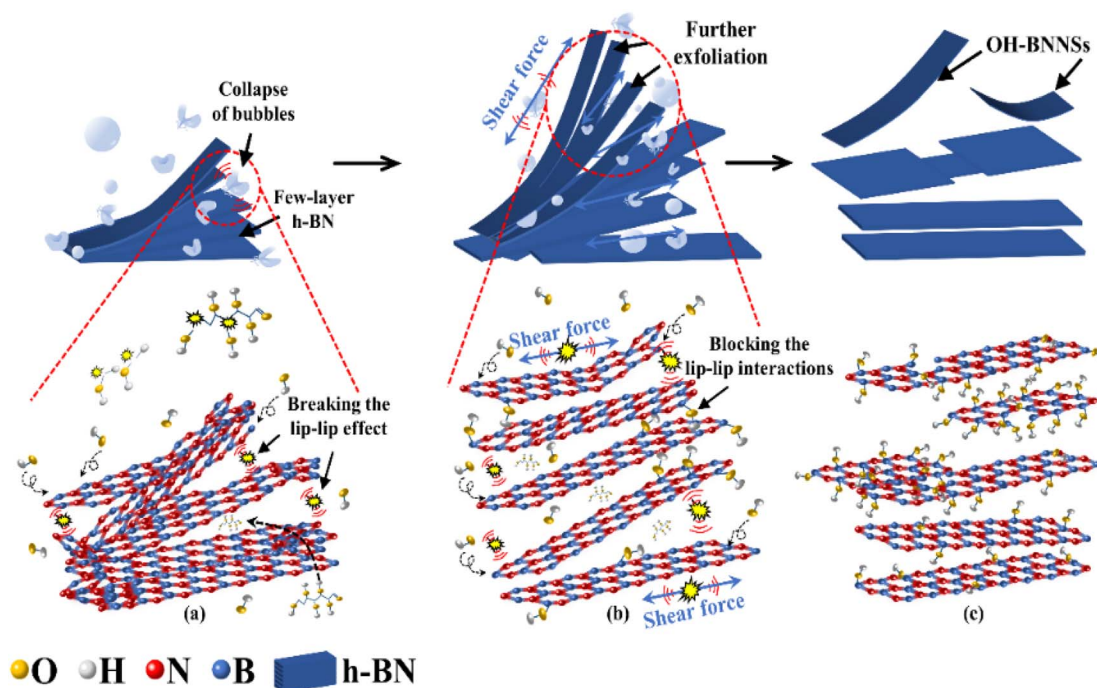 Collapse
of bubbles
Few-layer
h-BN
Shear force
Further
exfoliation
OH-BNNSs
Breaking the
lip-lip effect
Shear force
Blocking the
lip-lip interactions
Shear force
(a)
(b)
(c)
O
H
N
B
h-BN